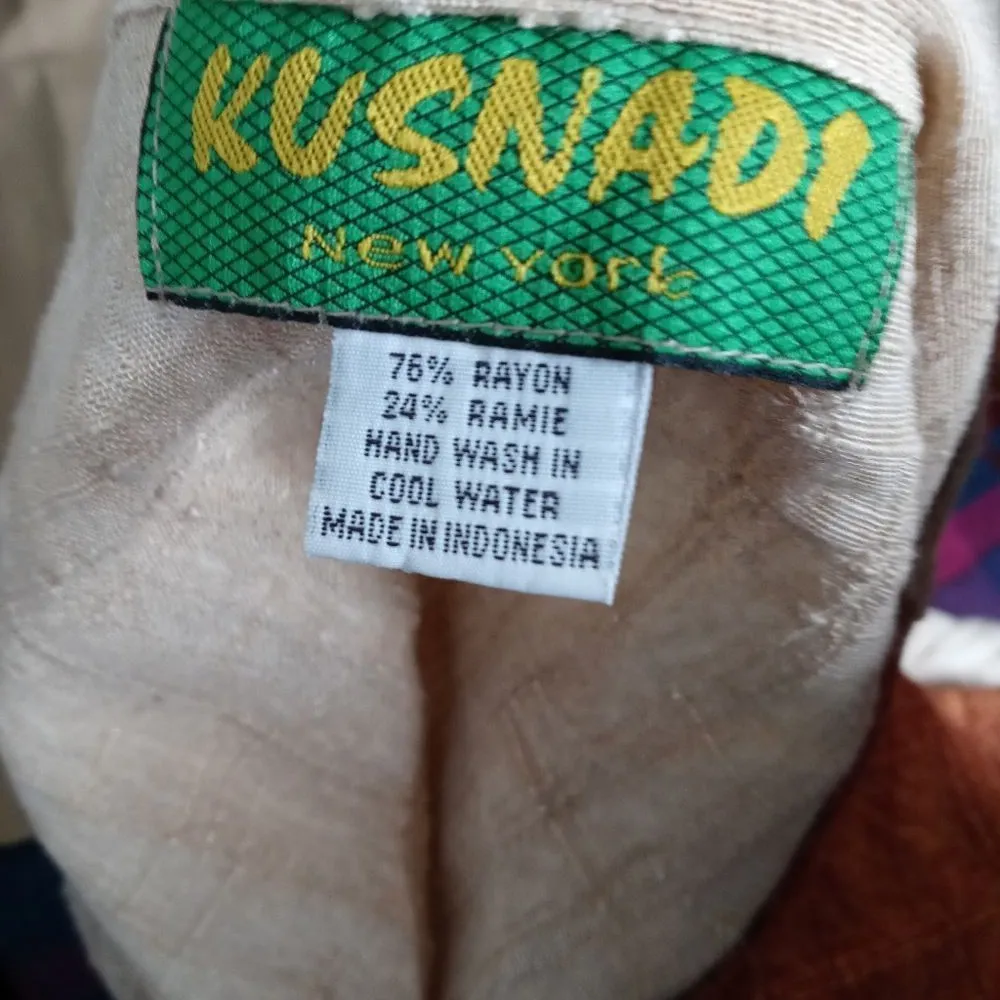 KUSNADI
New York
76% RAYON
24% RAMIE
HAND WASH IN
COOL WATER
MADE IN INDONESIA